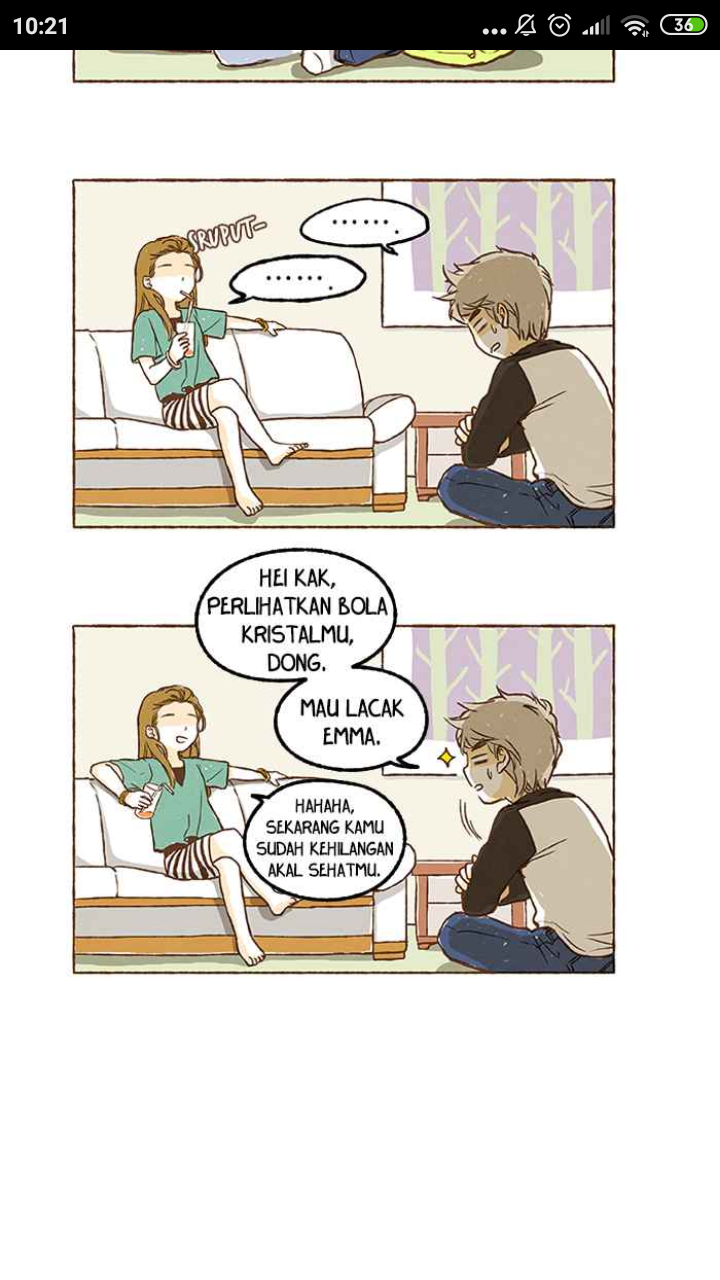 10:21
36
SRUPUT-
.......
.......
HEI KAK,
PERLIHATKAN BOLA
KRISTALMU,
DONG.
MAU LACAK
EMMA.
HAHAHA,
SEKARANG KAMU
SUDAH KEHILANGAN
AKAL SEHATMU.